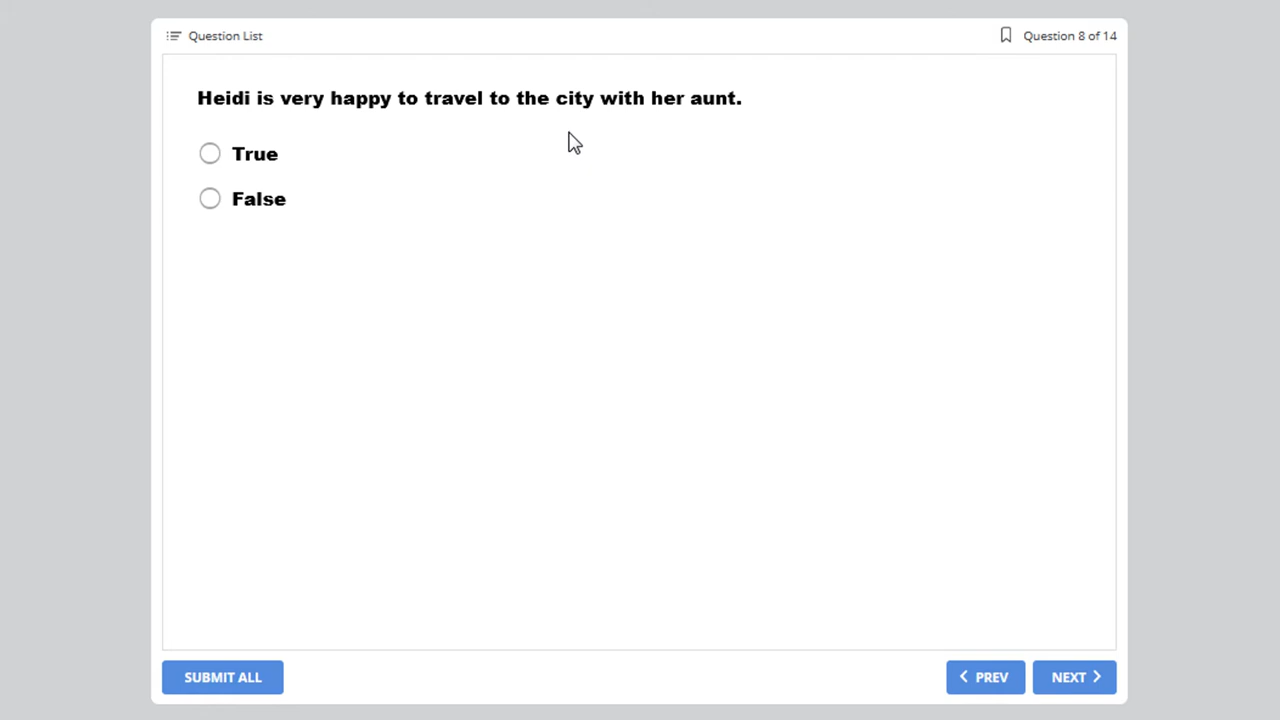 Question List
Question 8 of 14
Heidi is very happy to travel to the city with her aunt.
True
False
SUBMIT ALL
PREV
NEXT